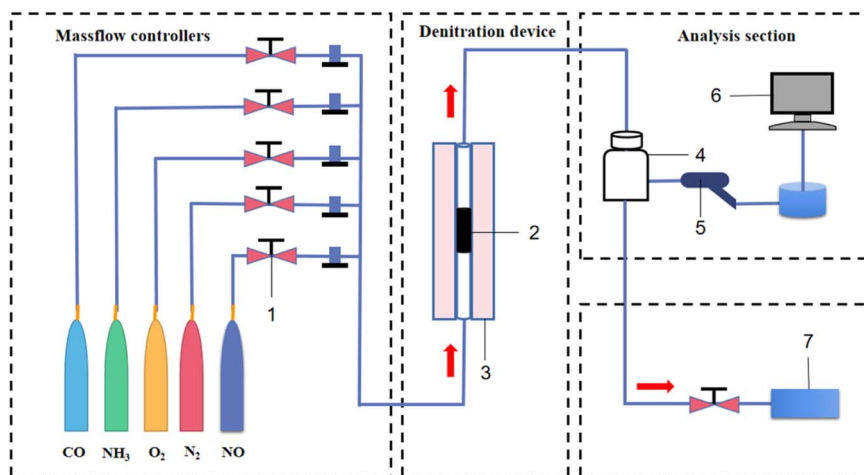 Massflow controllers
Denitration device
Analysis section
6
4
5
2
1
3
7
CO NH₃ O₂ N₂ NO